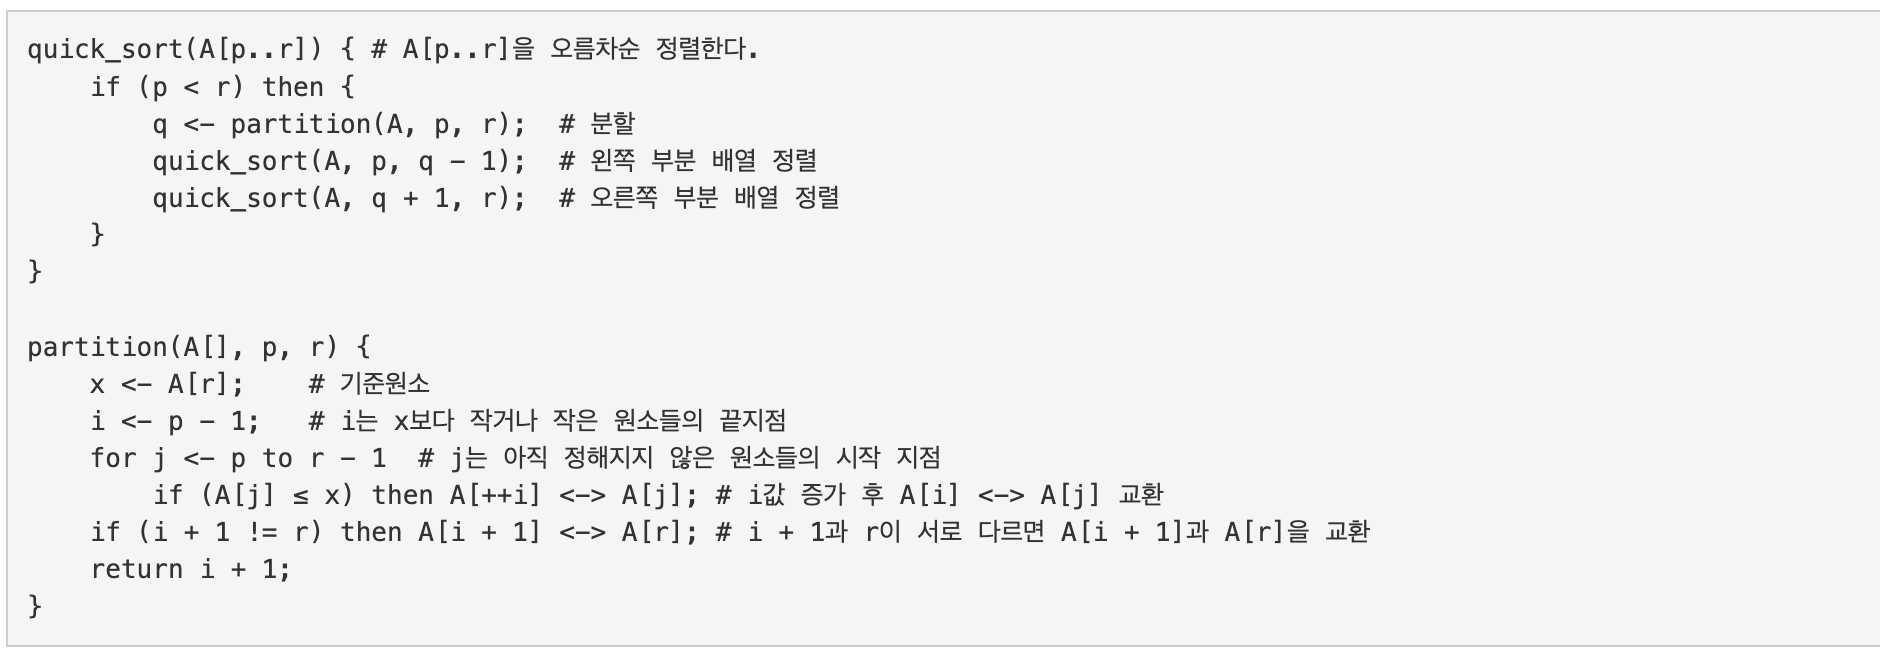 quick_sort(A[p..r]) { # A[p..r]을 오름차순 정렬한다.
    if (p < r) then {
        q <- partition(A, p, r);  # 분할
        quick_sort(A, p, q - 1);  # 왼쪽 부분 배열 정렬
        quick_sort(A, q + 1, r);  # 오른쪽 부분 배열 정렬
    }
}

partition(A[], p, r) {
    x <- A[r];    # 기준원소
    i <- p - 1;   # i는 x보다 작거나 작은 원소들의 끝지점
    for j <- p to r - 1  # j는 아직 정해지지 않은 원소들의 시작 지점
        if (A[j] ≤ x) then A[++i] <-> A[j]; # i값 증가 후 A[i] <-> A[j] 교환
    if (i + 1 != r) then A[i + 1] <-> A[r]; # i + 1과 r이 서로 다르면 A[i + 1]과 A[r]을 교환
    return i + 1;
}